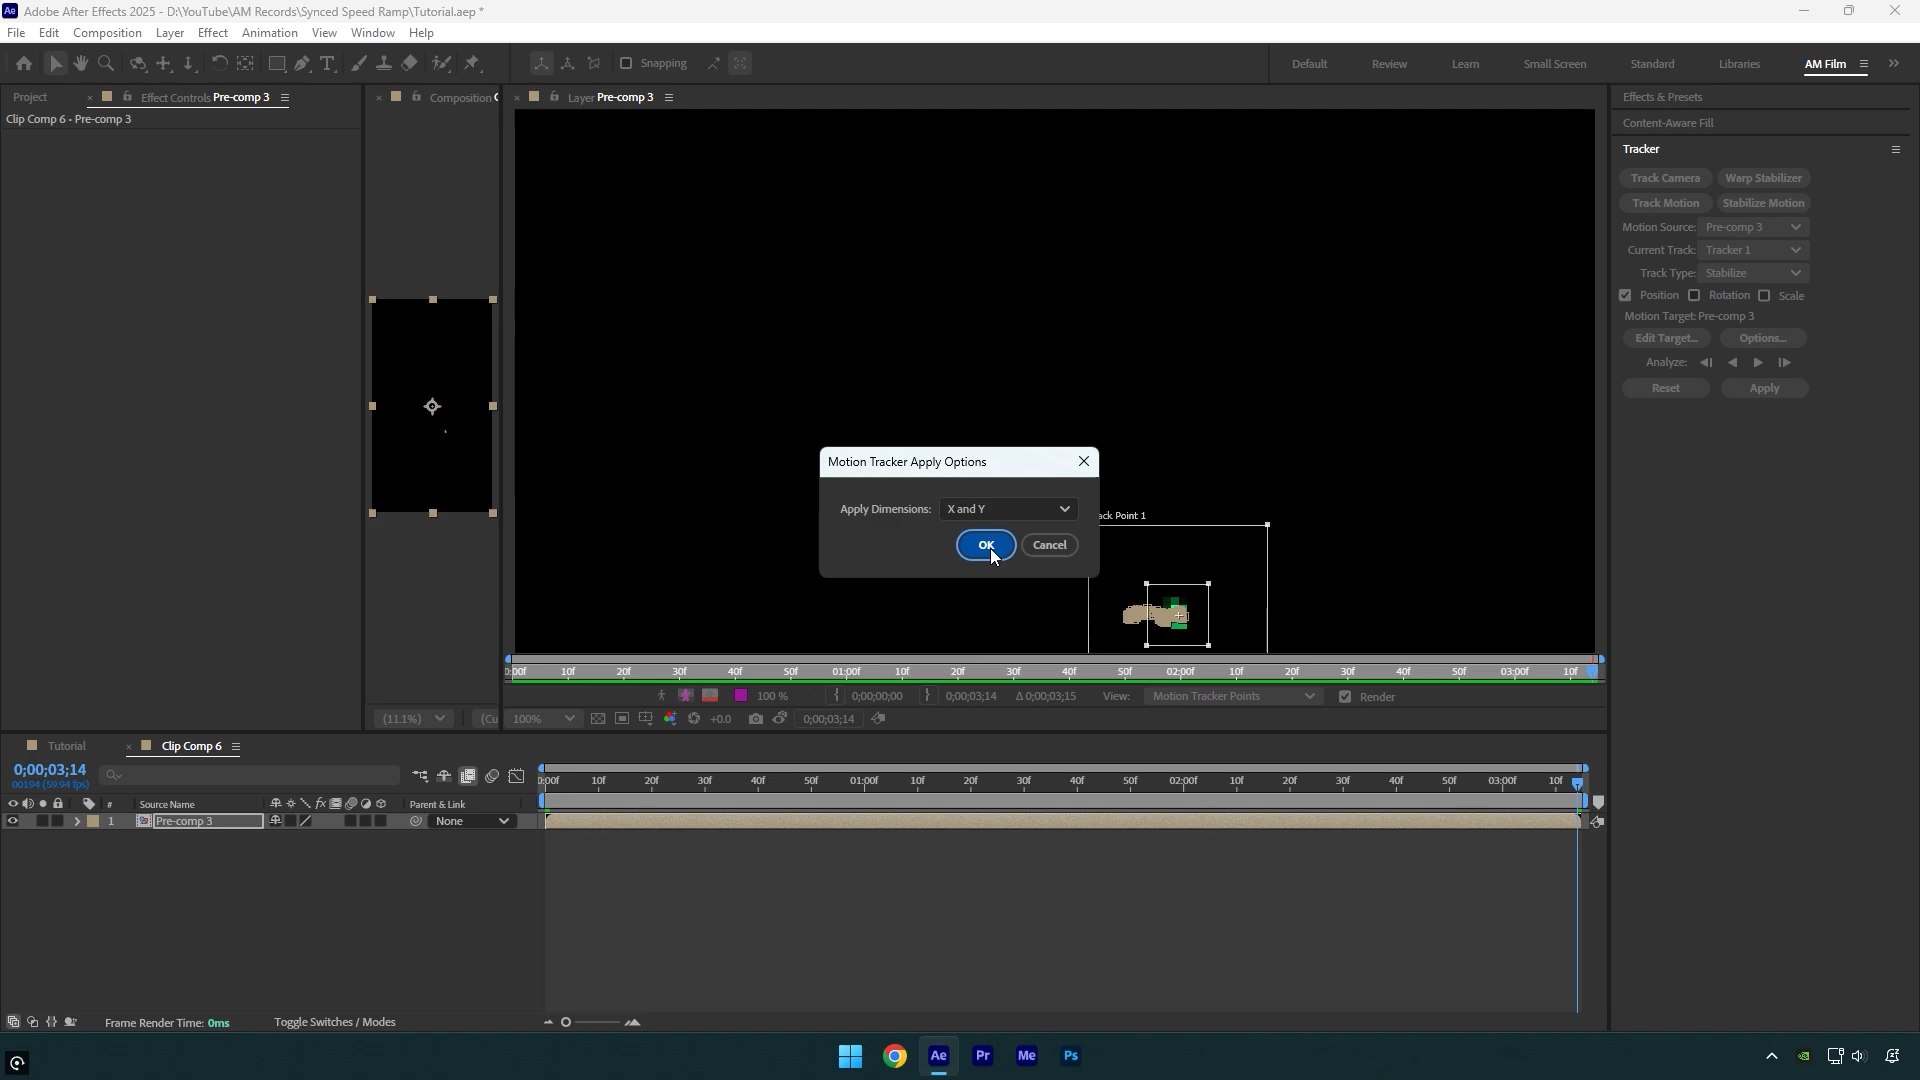 Ae Adobe After Effects 2025 - D:\YouTube\AM Records\Synced Speed Ramp\Tutorial.aep *
File Edit Composition Layer Effect Animation View Window Help
Snapping
Default Review Learn Small Screen Standard Libraries AM Film
Project Effect Controls Pre-comp 3 Composition Layer Pre-comp 3
Clip Comp 6 • Pre-comp 3
Effects & Presets
Content-Aware Fill
Tracker
Track Camera Warp Stabilizer
Track Motion Stabilize Motion
Motion Source: Pre-comp 3
Current Track: Tracker 1
Track Type: Stabilize
Position Rotation Scale
Motion Target: Pre-comp 3
Edit Target... Options...
Analyze:
Reset Apply
Motion Tracker Apply Options
Apply Dimensions: X and Y
OK Cancel
ack Point 1
0:00f 10f 20f 30f 40f 50f 01:00f 10f 20f 30f 40f 50f 02:00f 10f 20f 30f 40f 50f 03:00f 10f
100 % 0;00;00;00 0;00;03;14 Δ 0;00;03;15 View: Motion Tracker Points Render
(11.1%) (Cu 100% +0.0 0;00;03;14
Tutorial Clip Comp 6
0;00;03;14
00194 (59.94 fps)
0:00f 10f 20f 30f 40f 50f 01:00f 10f 20f 30f 40f 50f 02:00f 10f 20f 30f 40f 50f 03:00f 10f
# Source Name fx Parent & Link
1 Pre-comp 3 None
Frame Render Time: 0ms Toggle Switches / Modes
Ae Pr Me Ps